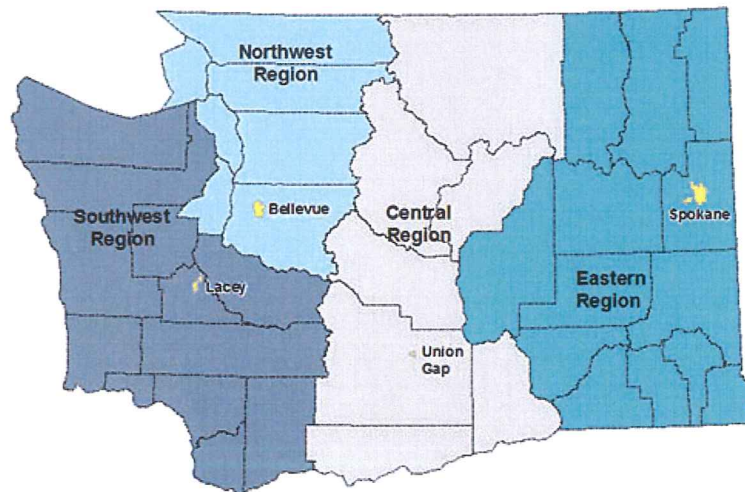 Northwest
Region
Southwest
Region
Bellevue
Central
Region
Spokane
Lacey
Eastern
Region
Union
Gap